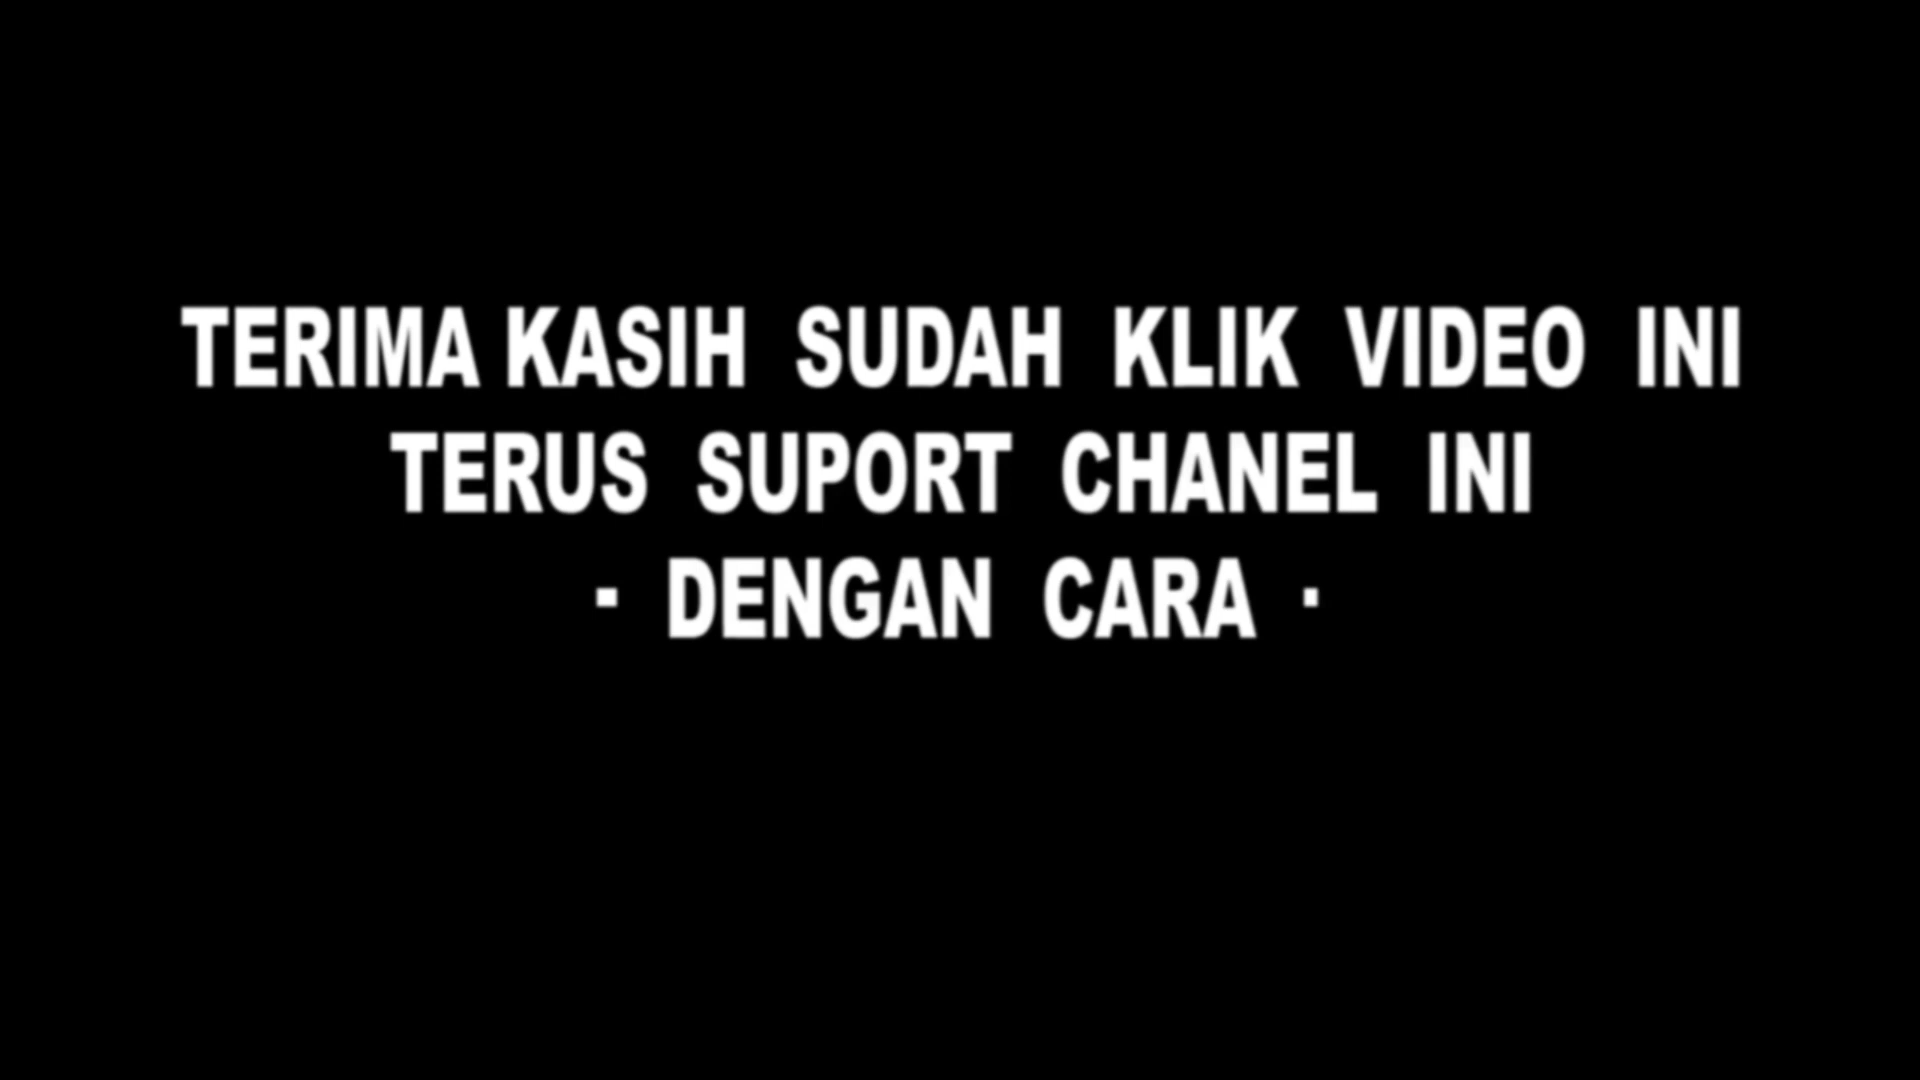 TERIMA KASIH SUDAH KLIK VIDEO INI
TERUS SUPORT CHANEL INI
- DENGAN CARA -